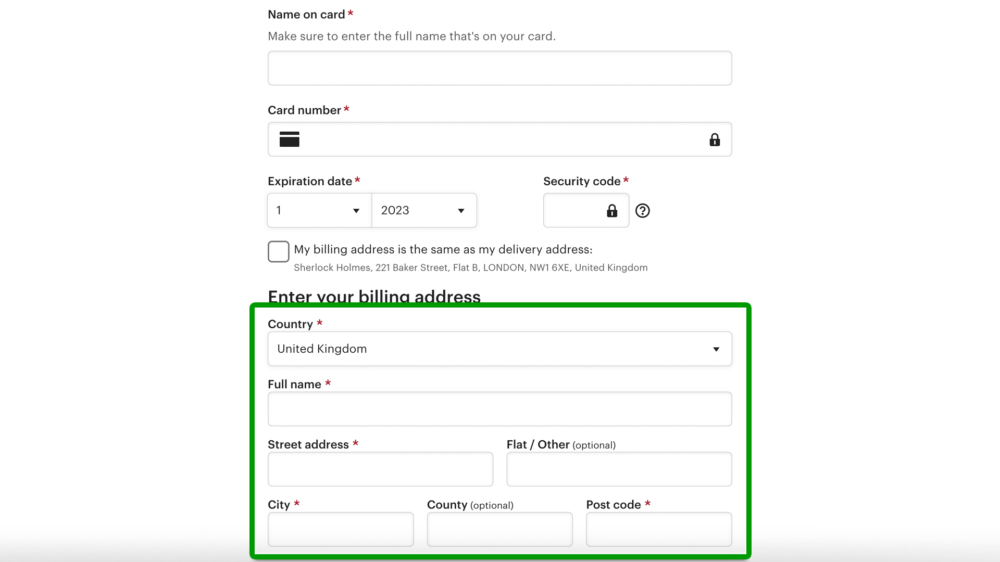 Name on card *
Make sure to enter the full name that's on your card.
Card number *
Expiration date * Security code *
1 2023
My billing address is the same as my delivery address:
Sherlock Holmes, 221 Baker Street, Flat B, LONDON, NW1 6XE, United Kingdom
Enter your billing address
Country *
United Kingdom
Full name *
Street address * Flat / Other (optional)
City * County (optional) Post code *